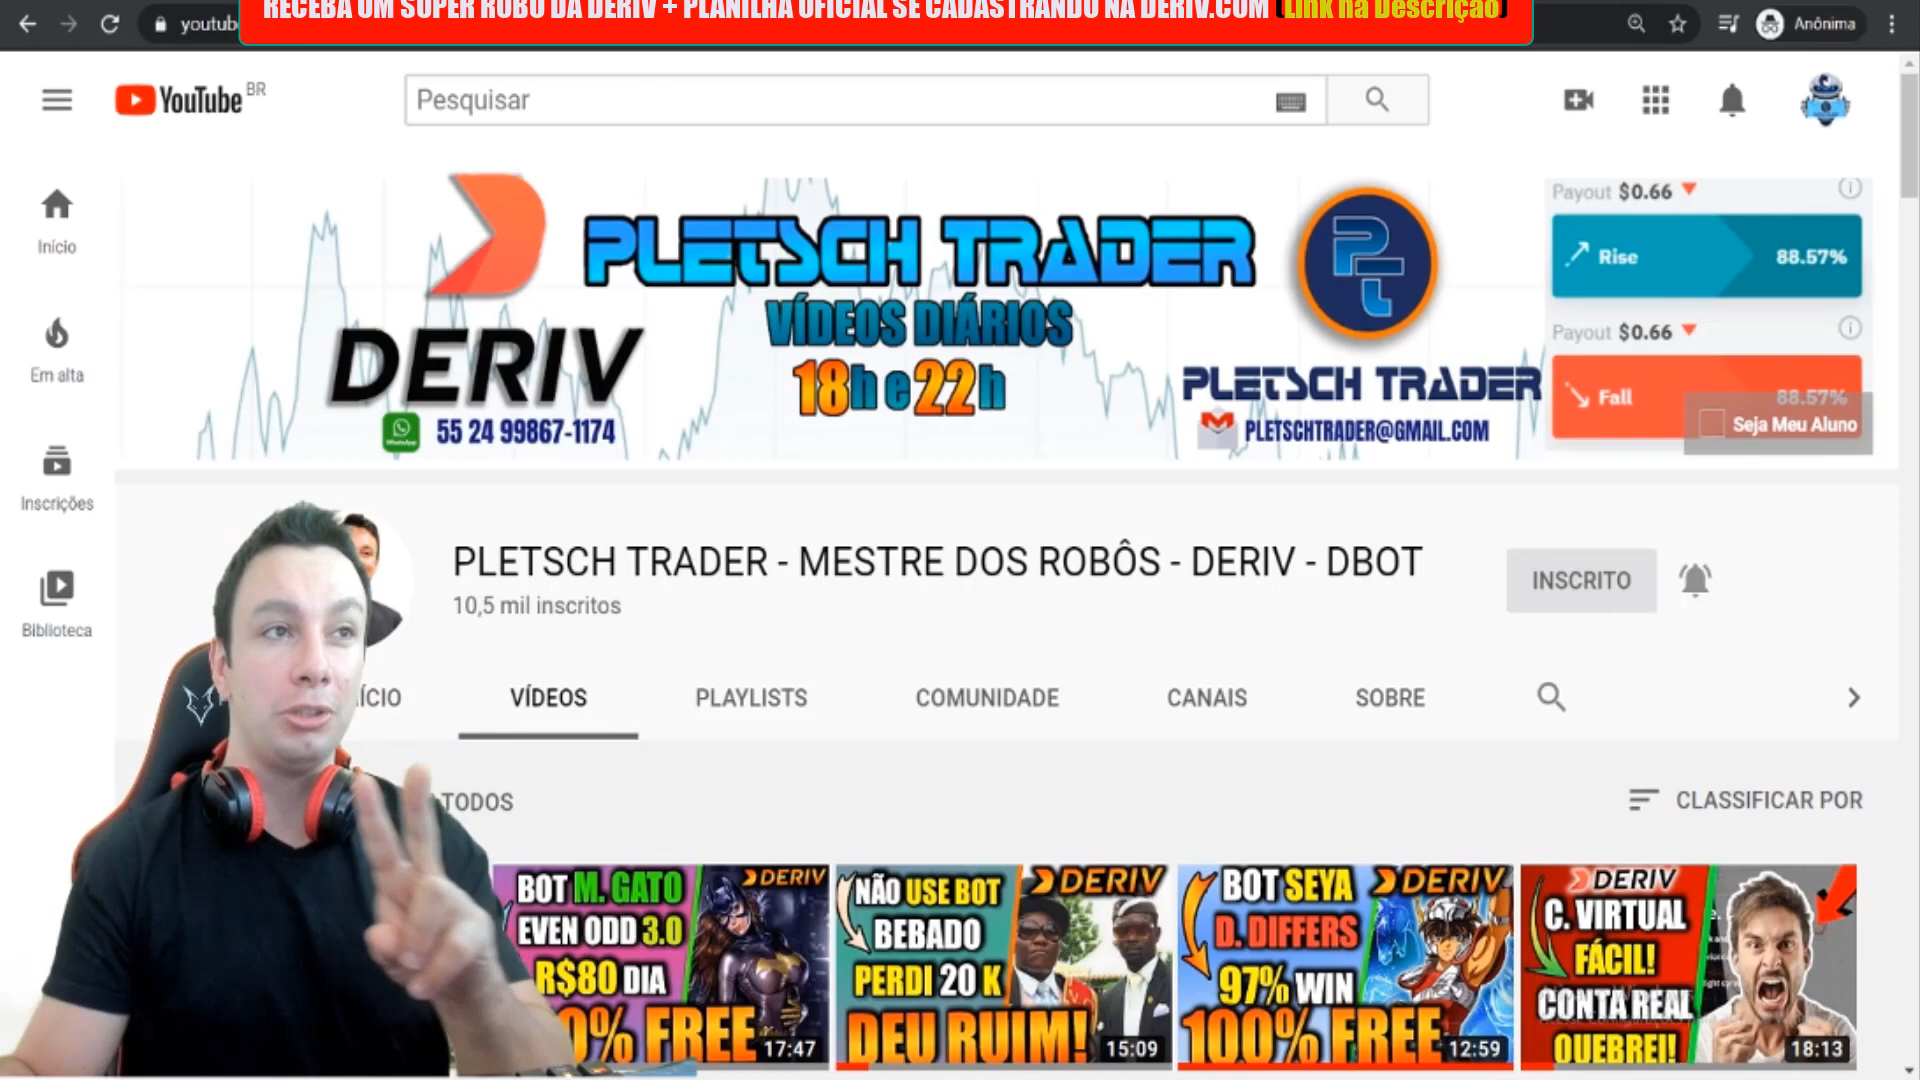 RECEBA UM SUPER ROBÔ DA DERIV + PLANILHA OFICIAL SE CADASTRANDO NA DERIV.COM (Link na Descrição)
Anônima
YouTube BR
Pesquisar
Início
Em alta
Inscrições
Biblioteca
DERIV
55 24 99867-1174
PLETSCH TRADER
VÍDEOS DIÁRIOS
18h e 22h
PLETSCH TRADER
PLETSCHTRADER@GMAIL.COM
Payout $0.66
Rise 88.57%
Payout $0.66
Fall 88.57%
Seja Meu Aluno
PLETSCH TRADER - MESTRE DOS ROBÔS - DERIV - DBOT
10,5 mil inscritos
INSCRITO
VÍDEOS
PLAYLISTS
COMUNIDADE
CANAIS
SOBRE
TODOS
CLASSIFICAR POR
BOT M. GATO
EVEN ODD 3.0
R$80 DIA
0% FREE
DERIV
17:47
NÃO USE BOT
BEBADO
PERDI 20 K
DEU RUIM!
DERIV
15:09
BOT SEYA
D. DIFFERS
97% WIN
100% FREE
DERIV
12:59
DERIV
C. VIRTUAL
FÁCIL!
CONTA REAL
QUEBREI!
18:13